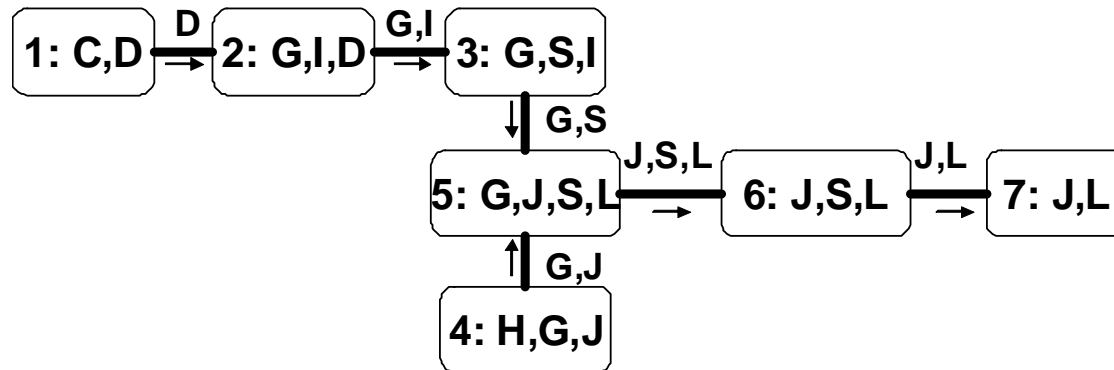 D
G,I
1: C,D
2: G,I,D
3: G,S,I
G,S
J,S,L
J,L
5: G,J,S,L
6: J,S,L
7: J,L
G,J
4: H,G,J